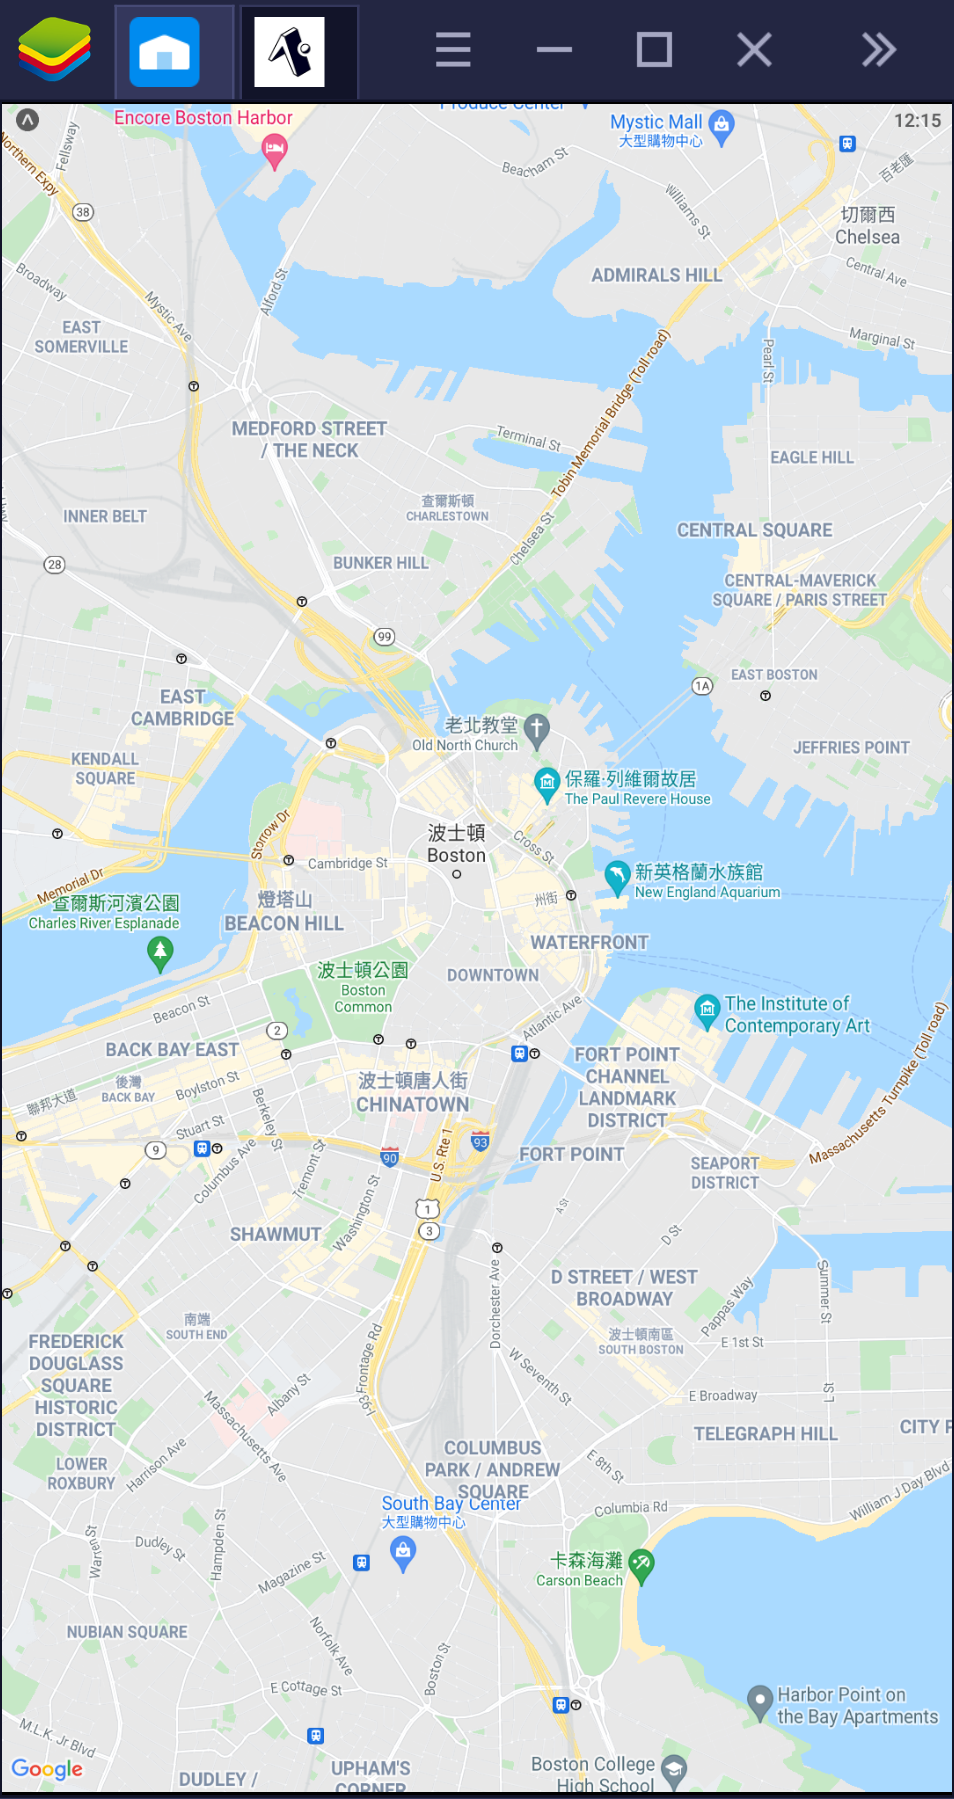 12:15
Produce Center
Encore Boston Harbor
Mystic Mall
大型購物中心
Fellsway
Northern Expy
Beacham St
百老匯
Williams St
切爾西
Chelsea
38
ADMIRALS HILL
Central Ave
Broadway
Mystic Ave
Alford St
EAST
SOMERVILLE
Marginal St
Pearl St
Tobin Memorial Bridge (Toll road)
MEDFORD STREET
/ THE NECK
Terminal St
EAGLE HILL
查爾斯頓
CHARLESTOWN
INNER BELT
Chelsea St
CENTRAL SQUARE
28
BUNKER HILL
CENTRAL-MAVERICK
SQUARE / PARIS STREET
99
EAST BOSTON
1A
EAST
CAMBRIDGE
老北教堂
Old North Church
JEFFRIES POINT
KENDALL
SQUARE
保羅·列維爾故居
The Paul Revere House
波士頓
Boston
Storrow Dr
Cross St
Cambridge St
Memorial Dr
新英格蘭水族館
New England Aquarium
查爾斯河濱公園
Charles River Esplanade
燈塔山
BEACON HILL
州街
WATERFRONT
波士頓公園
Boston
Common
DOWNTOWN
Beacon St
The Institute of
Contemporary Art
Atlantic Ave
2
BACK BAY EAST
FORT POINT
CHANNEL
LANDMARK
DISTRICT
後灣
BACK BAY
Boylston St
波士頓唐人街
CHINATOWN
聯邦大道
Stuart St
Berkeley St
Massachusetts Turnpike (Toll road)
9
Columbus Ave
Tremont St
90
U.S. Rte 1
93
FORT POINT
SEAPORT
DISTRICT
Washington St
1
3
A St
SHAWMUT
D St
Dorchester Ave
D STREET / WEST
BROADWAY
Pappas Way
Summer St
南端
SOUTH END
波士頓南區
SOUTH BOSTON
E 1st St
FREDERICK
DOUGLASS
SQUARE
HISTORIC
DISTRICT
I-93 Frontage Rd
W Seventh St
Albany St
Massachusetts Ave
E Broadway
L St
TELEGRAPH HILL
CITY P
COLUMBUS
PARK / ANDREW
SQUARE
LOWER
ROXBURY
Harrison Ave
E 8th St
William J Day Blvd
South Bay Center
大型購物中心
Columbia Rd
Warren St
Dudley St
Hampden St
Magazine St
卡森海灘
Carson Beach
NUBIAN SQUARE
Norfolk Ave
Boston St
E Cottage St
Harbor Point on
the Bay Apartments
M.L.K. Jr Blvd
Google
DUDLEY /
UPHAM'S
CORNER
Boston College
High School